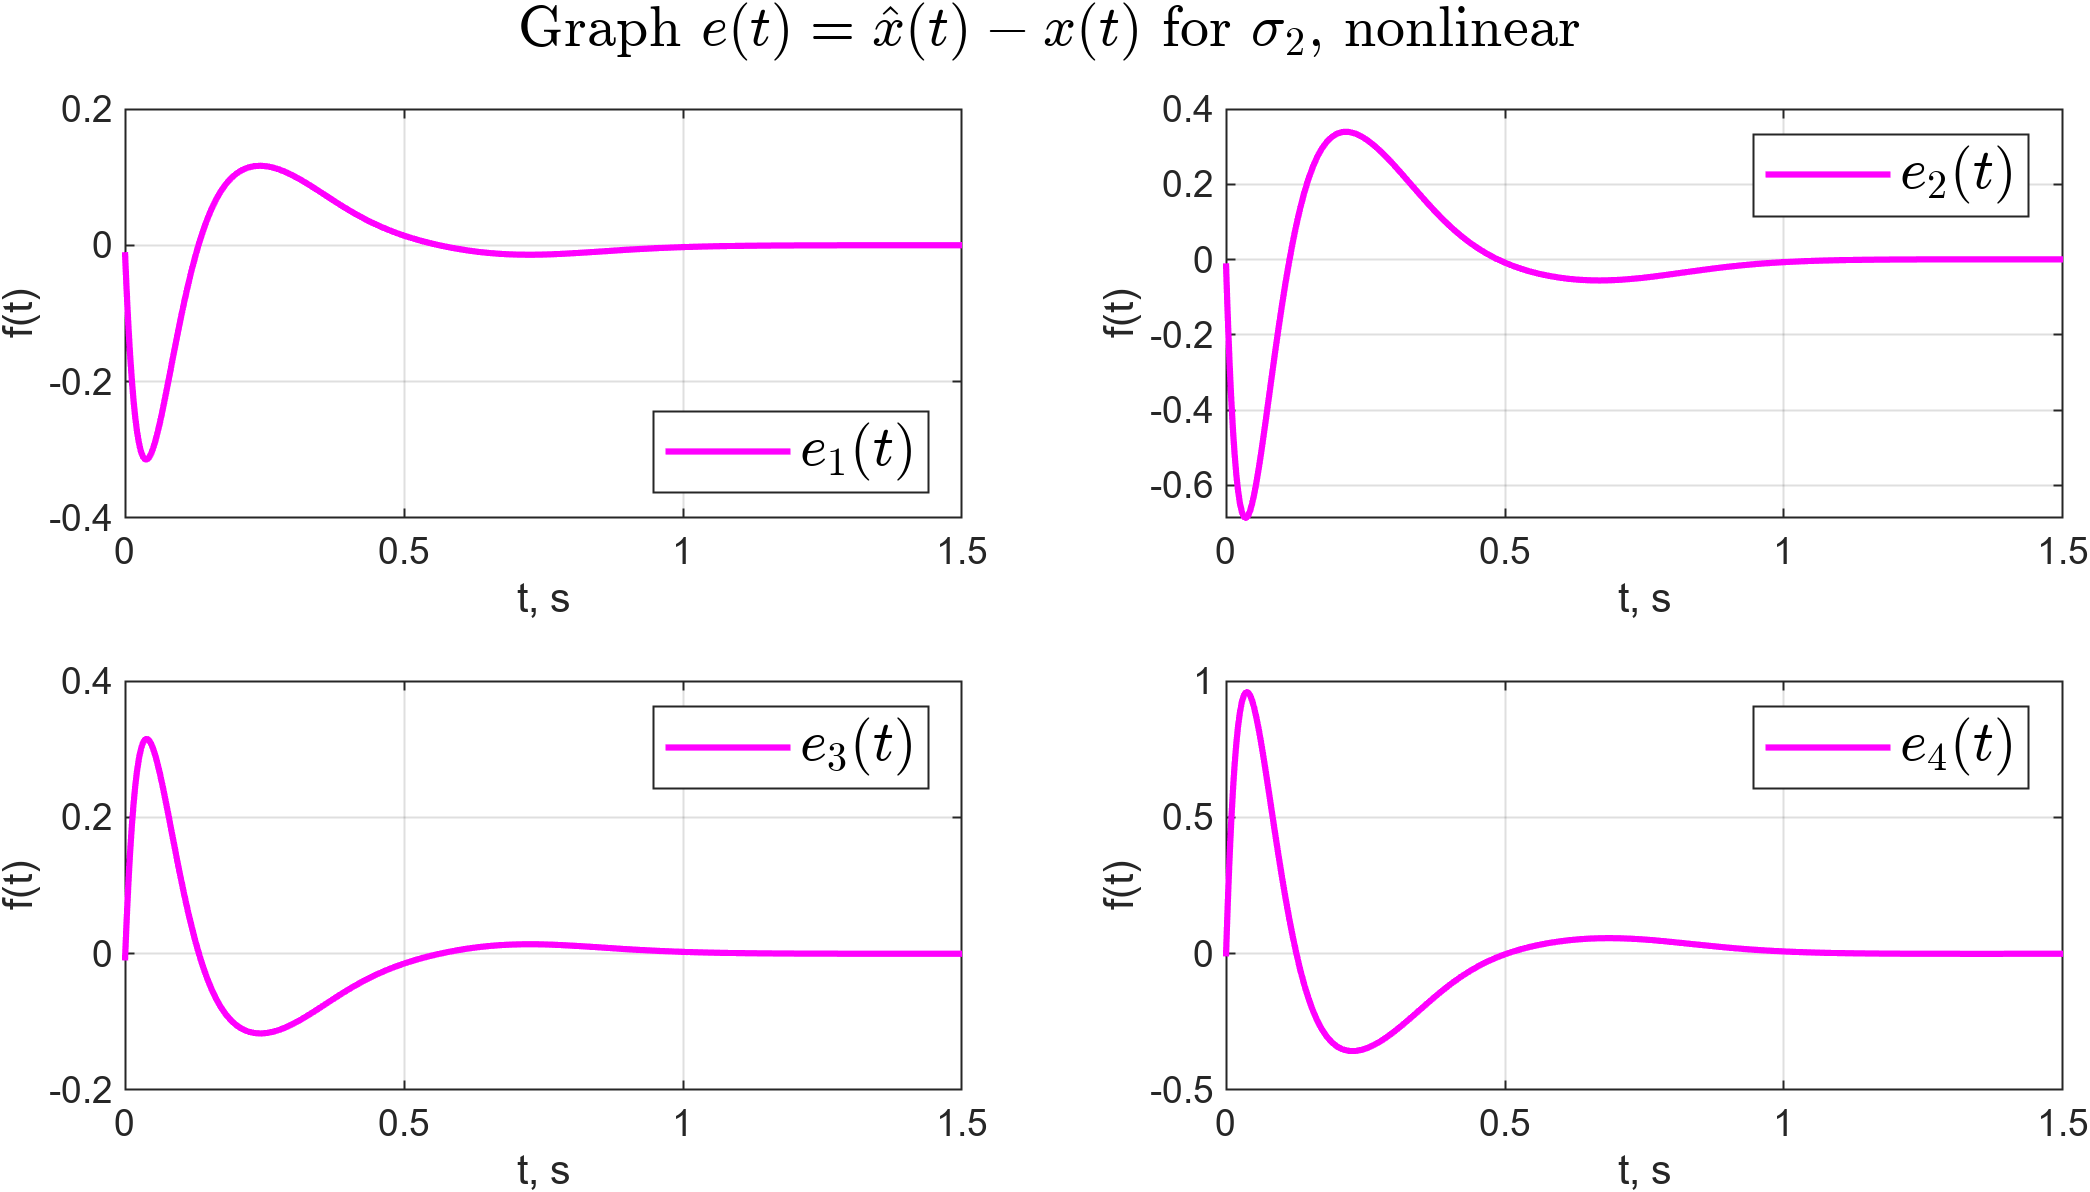 Graph e(t) = x̂(t) − x(t) for σ₂, nonlinear
0.2
0
-0.2
-0.4
f(t)
0
0.5
1
1.5
t, s
e₁(t)
0.4
0.2
0
-0.2
-0.4
-0.6
f(t)
0
0.5
1
1.5
t, s
e₂(t)
0.4
0.2
0
-0.2
f(t)
0
0.5
1
1.5
t, s
e₃(t)
1
0.5
0
-0.5
f(t)
0
0.5
1
1.5
t, s
e₄(t)